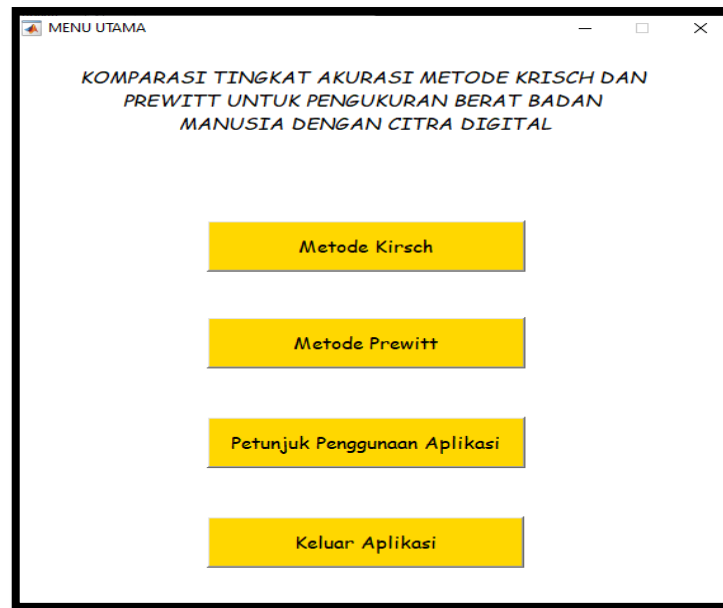 MENU UTAMA
KOMPARASI TINGKAT AKURASI METODE KRISCH DAN
PREWITT UNTUK PENGUKURAN BERAT BADAN
MANUSIA DENGAN CITRA DIGITAL
Metode Kirsch
Metode Prewitt
Petunjuk Penggunaan Aplikasi
Keluar Aplikasi